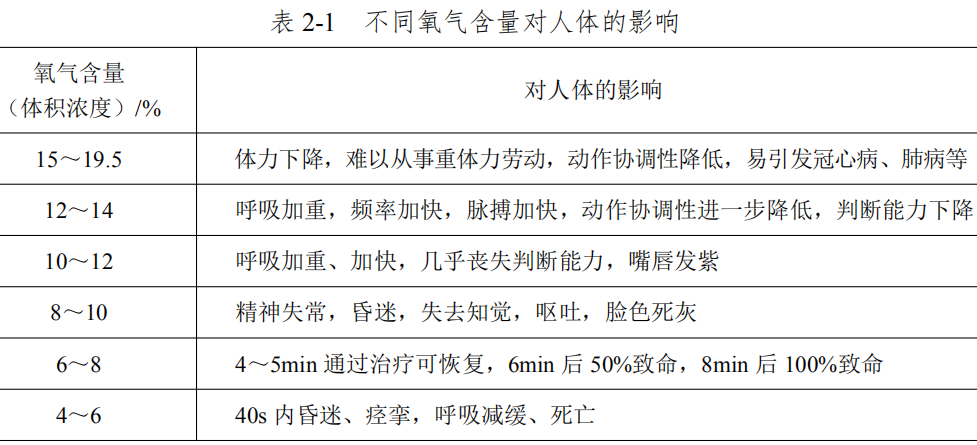 表 2-1 不同氧气含量对人体的影响
氧气含量
（体积浓度）/%
对人体的影响
15～19.5
体力下降，难以从事重体力劳动，动作协调性降低，易引发冠心病、肺病等
12～14
呼吸加重，频率加快，脉搏加快，动作协调性进一步降低，判断能力下降
10～12
呼吸加重、加快，几乎丧失判断能力，嘴唇发紫
8～10
精神失常，昏迷，失去知觉，呕吐，脸色死灰
6～8
4～5min 通过治疗可恢复，6min 后 50%致命，8min 后 100%致命
4～6
40s 内昏迷、痉挛，呼吸减缓、死亡